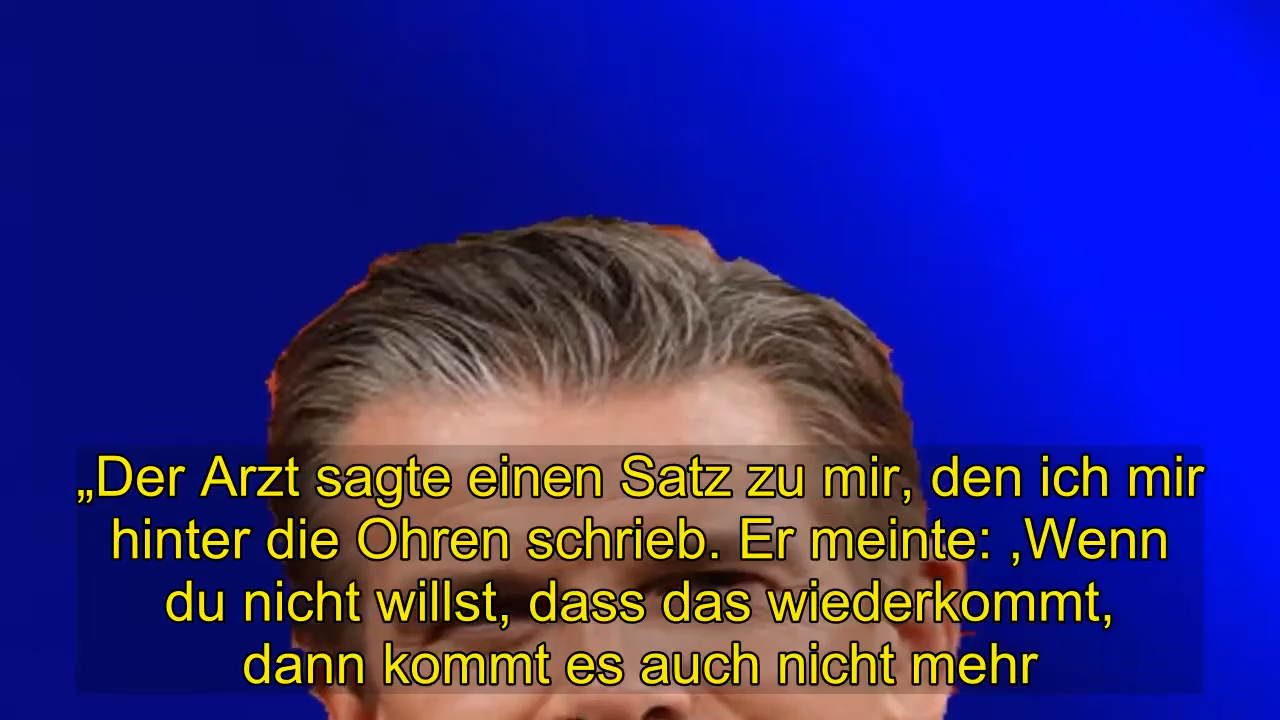 „Der Arzt sagte einen Satz zu mir, den ich mir
hinter die Ohren schrieb. Er meinte: ‚Wenn
du nicht willst, dass das wiederkommt,
dann kommt es auch nicht mehr